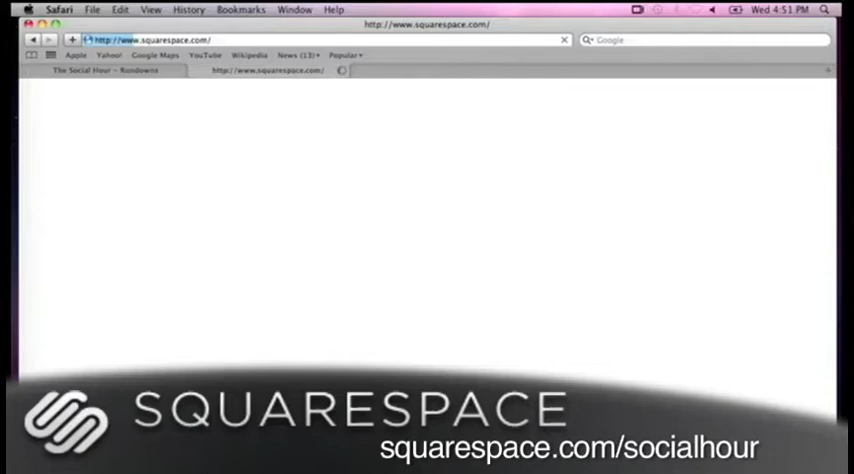 Safari File Edit View History Bookmarks Window Help Wed 4:51 PM
http://www.squarespace.com/
http://www.squarespace.com/ Google
Apple Yahoo! Google Maps YouTube Wikipedia News (13) Popular
The Social Hour – Rundowns http://www.squarespace.com/
SQUARESPACE
squarespace.com/socialhour